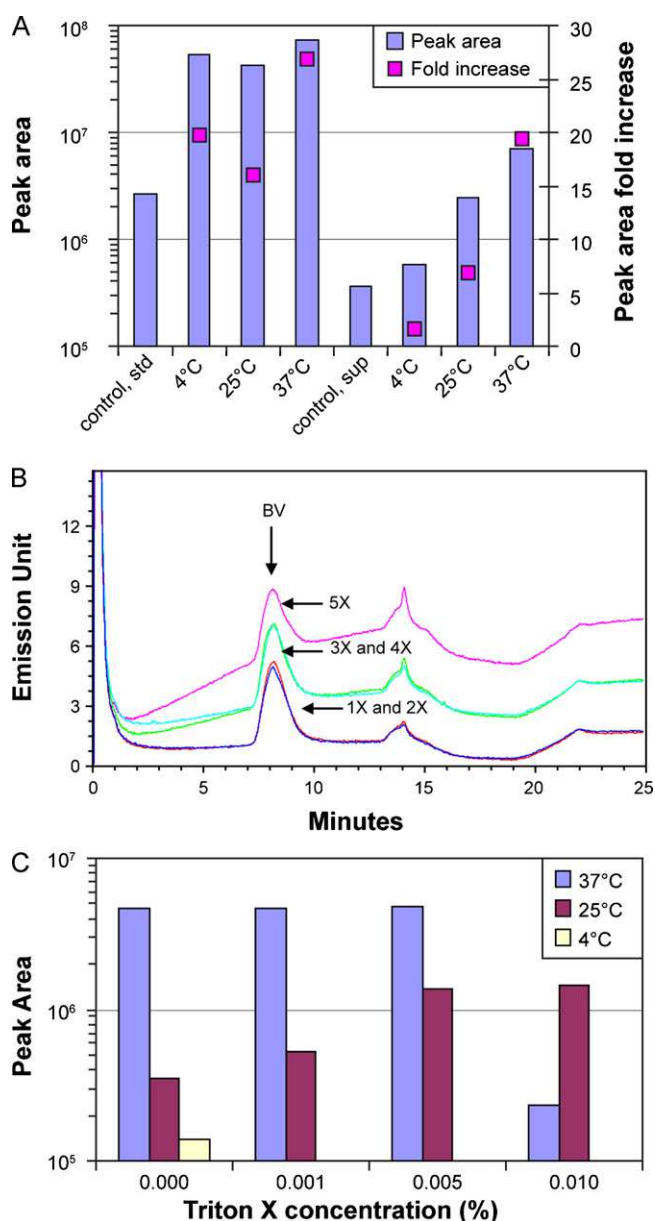 A
Peak area
10⁸
10⁷
10⁶
10⁵
Peak area
Fold increase
30
25
20
15
10
5
0
Peak area fold increase
control, std
4°C
25°C
37°C
control, sup
4°C
25°C
37°C
B
Emission Unit
12
9
6
3
0
BV
5X
3X and 4X
1X and 2X
0
5
10
15
20
25
Minutes
C
Peak Area
10⁷
10⁶
10⁵
37°C
25°C
4°C
0.000
0.001
0.005
0.010
Triton X concentration (%)